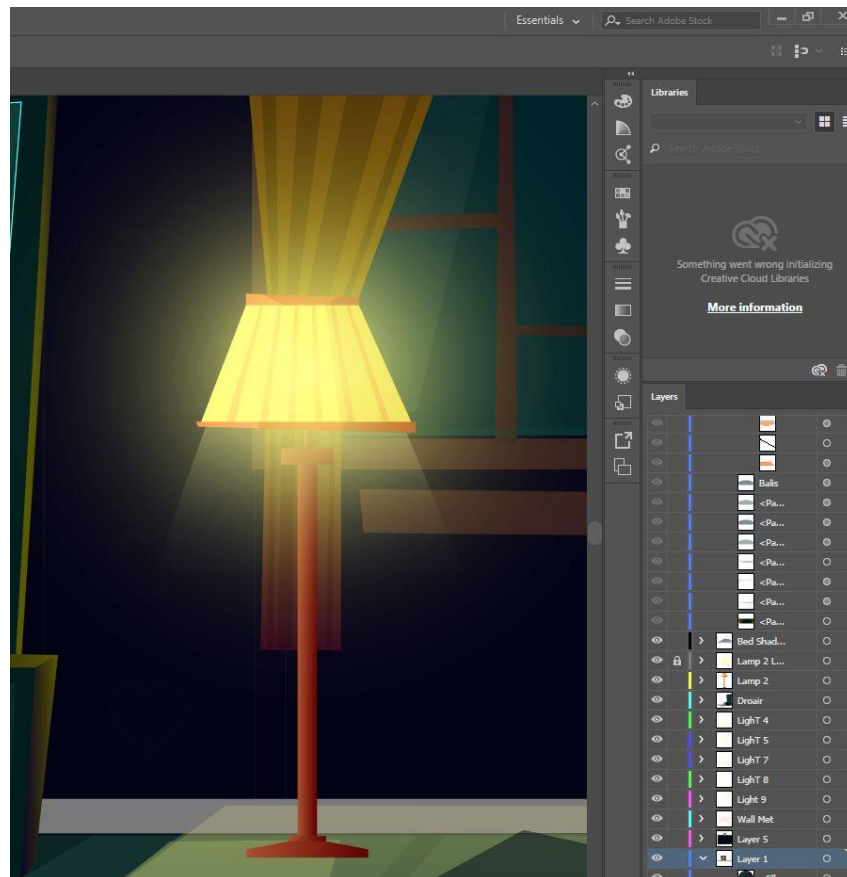 Essentials
Search Adobe Stock
Libraries
Search Adobe Stock
Something went wrong initializing
Creative Cloud Libraries
More information
Layers
Balis
<Pa...
<Pa...
<Pa...
<Pa...
<Pa...
<Pa...
<Pa...
Bed Shad...
Lamp 2 L...
Lamp 2
Droair
LighT 4
LighT 5
LighT 7
LighT 8
Light 9
Wall Met
Layer 5
Layer 1